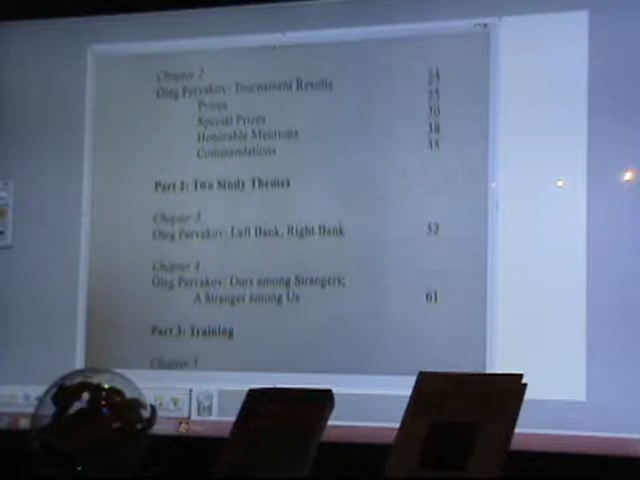 Chapter 2
Oleg Pervakov: Tournament Results
Prizes
Special Prizes
Honorable Mentions
Commendations
Part 2: Two Study Themes
Chapter 3
Oleg Pervakov: Left Bank, Right Bank 52
Chapter 4
Oleg Pervakov: Ours among Strangers;
A Stranger among Us 61
Part 3: Training
Chapter 5